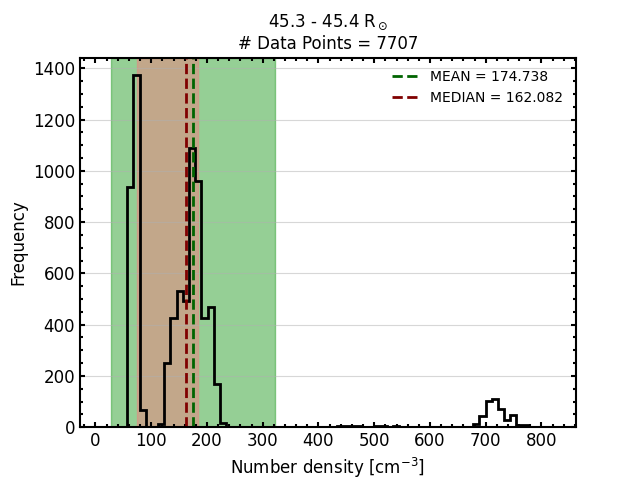 45.3 - 45.4 R⊙
# Data Points = 7707
1400
1200
1000
800
600
400
200
0
Frequency
MEAN = 174.738
MEDIAN = 162.082
0 100 200 300 400 500 600 700 800
Number density [cm⁻³]